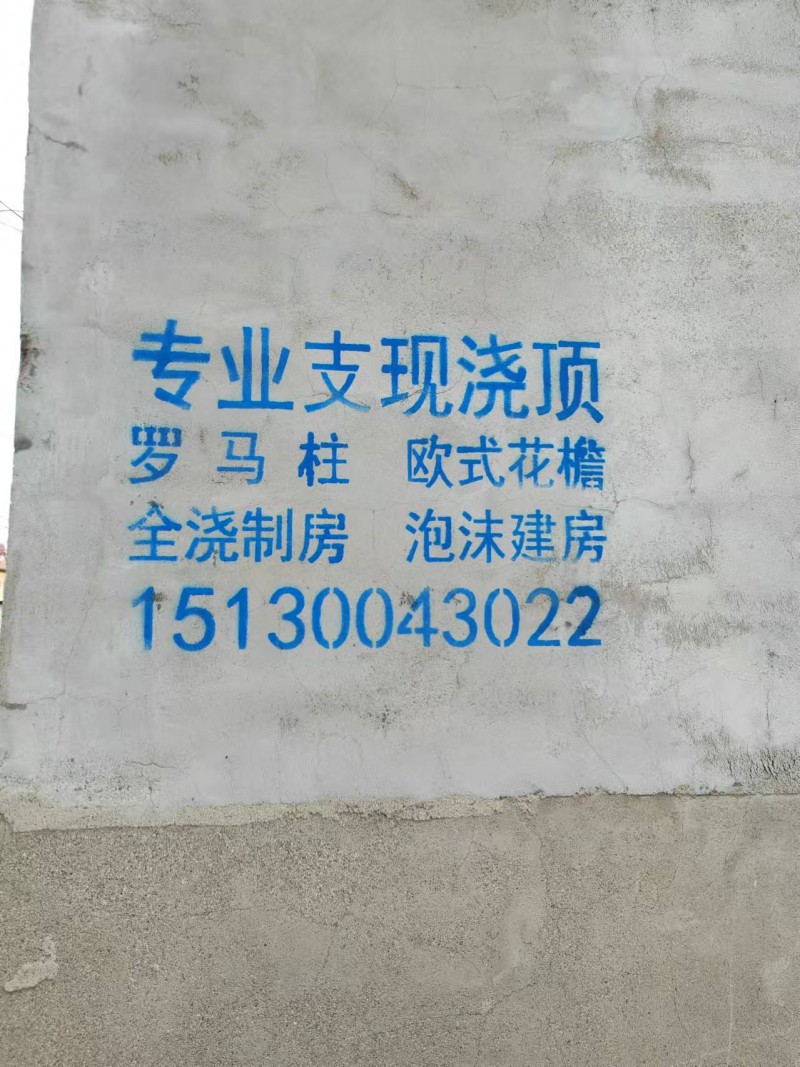 专业支现浇顶
罗马柱 欧式花檐
全浇制房 泡沫建房
15130043022